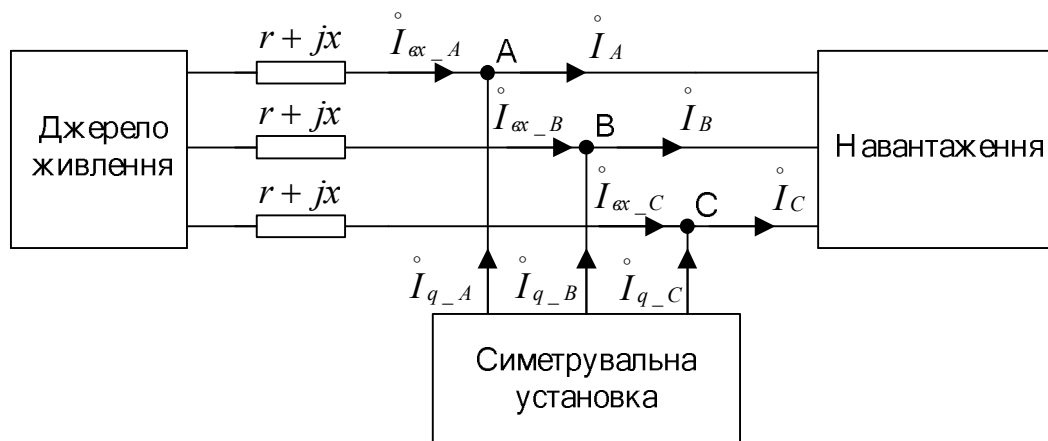 r + jx
İ вх_A
A
İ A
Джерело
живлення
r + jx
İ вх_B
B
İ B
Навантаження
r + jx
İ вх_C
C
İ C
İ q_A
İ q_B
İ q_C
Симетрувальна
установка